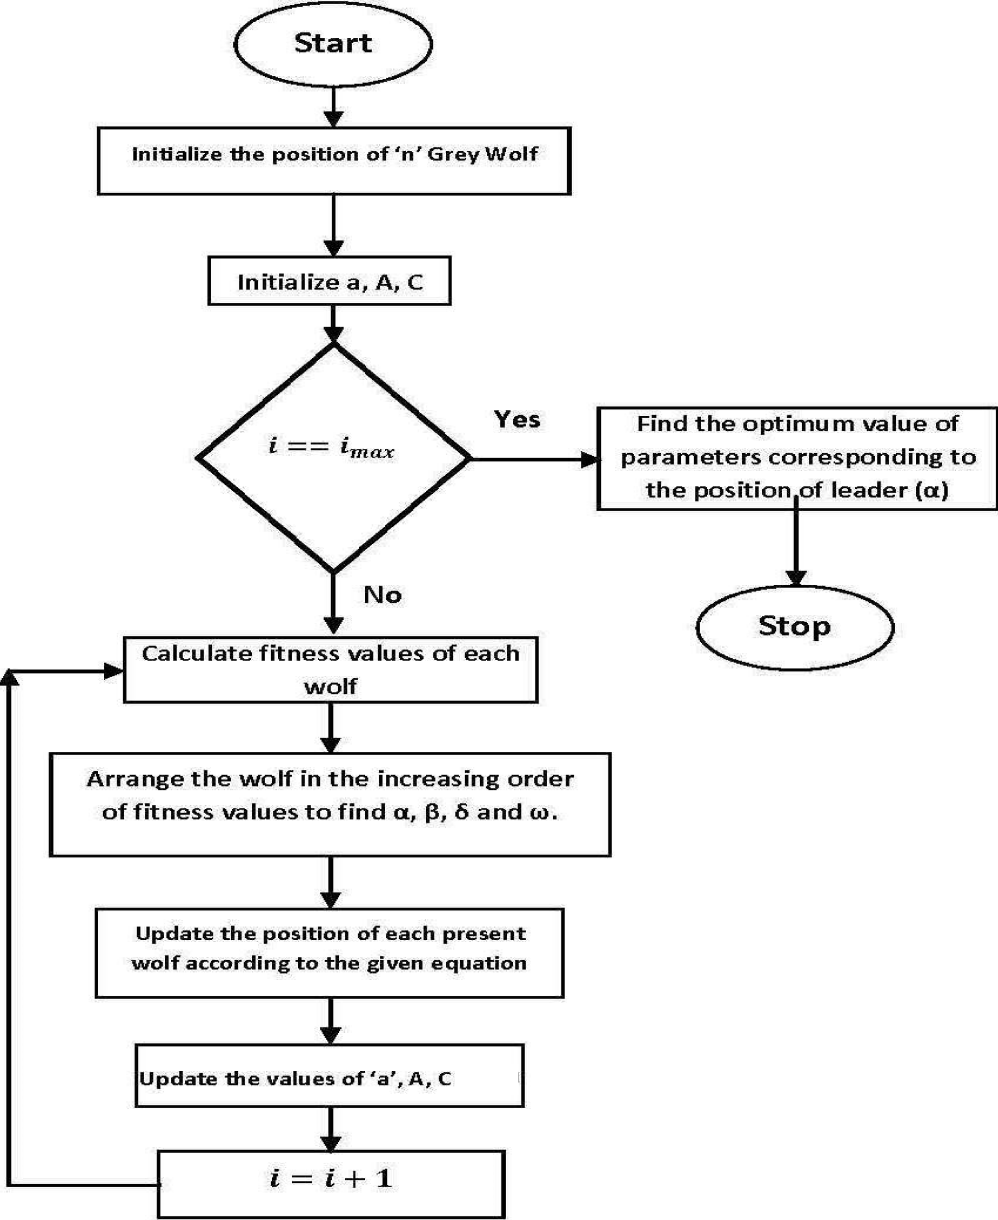 Start
Initialize the position of ‘n’ Grey Wolf
Initialize a, A, C
i == imax
Yes
Find the optimum value of
parameters corresponding to
the position of leader (α)
Stop
No
Calculate fitness values of each
wolf
Arrange the wolf in the increasing order
of fitness values to find α, β, δ and ω.
Update the position of each present
wolf according to the given equation
Update the values of ‘a’, A, C
i = i + 1